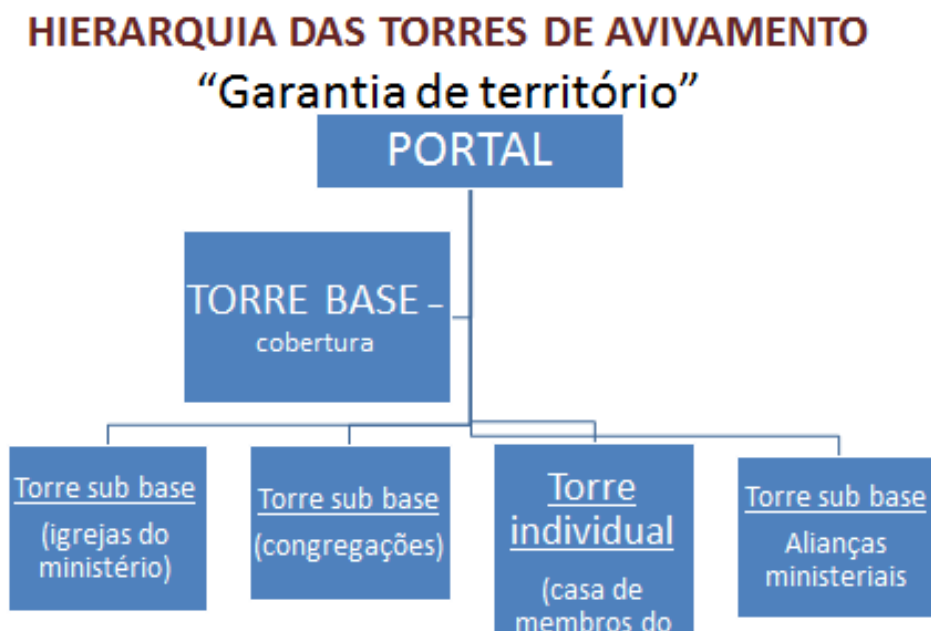 HIERARQUIA DAS TORRES DE AVIVAMENTO
“Garantia de território”
PORTAL
TORRE BASE –
cobertura
Torre sub base
(igrejas do
ministério)
Torre sub base
(congregações)
Torre
individual
(casa de
membros do
Torre sub base
Alianças
ministeriais